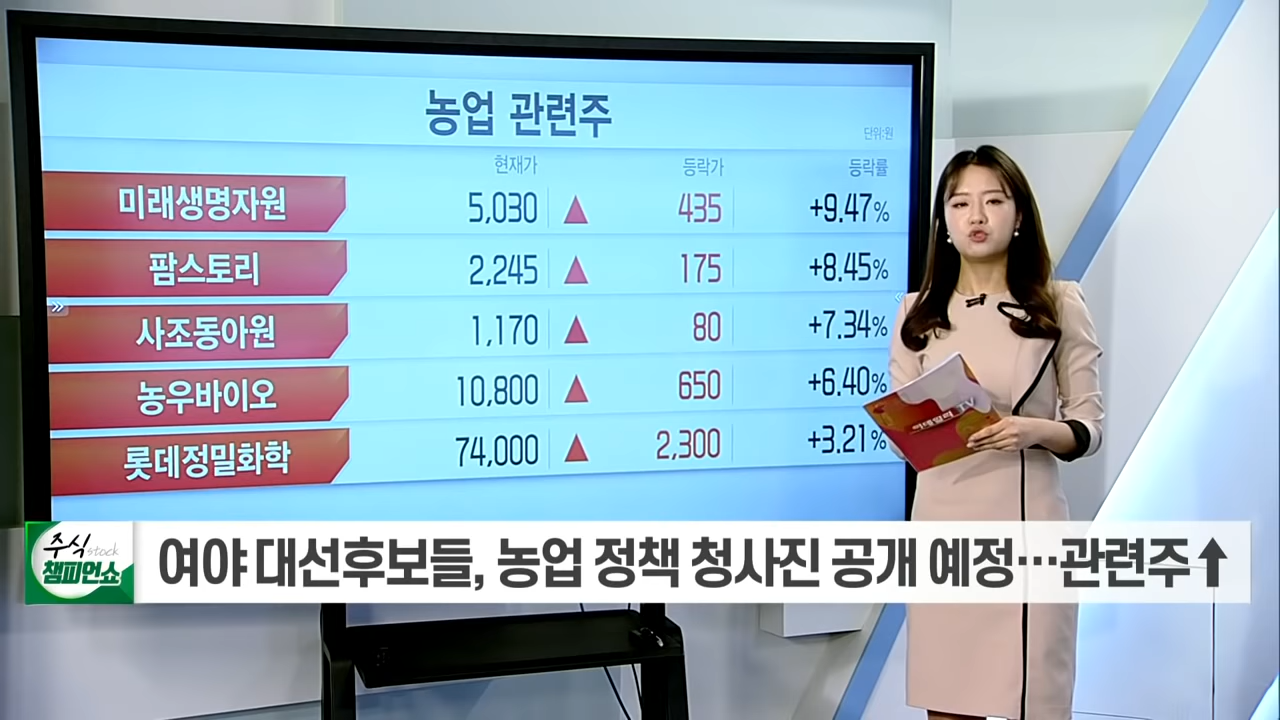 농업 관련주
단위:원
현재가 등락가 등락률
미래생명자원 5,030 ▲ 435 +9.47%
팜스토리 2,245 ▲ 175 +8.45%
사조동아원 1,170 ▲ 80 +7.34%
농우바이오 10,800 ▲ 650 +6.40%
롯데정밀화학 74,000 ▲ 2,300 +3.21%
이데일리 TV
주식 stock
챔피언쇼
여야 대선후보들, 농업 정책 청사진 공개 예정…관련주↑